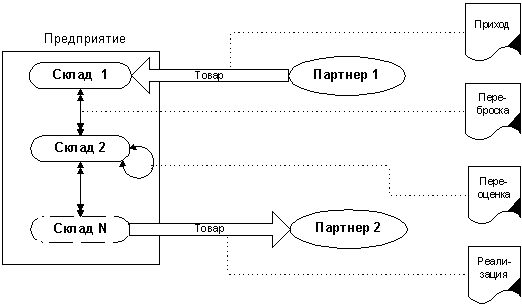 Приход
Предприятие
Склад 1
Товар
Партнер 1
Пере-
броска
Склад 2
Пере-
оценка
Склад N
Товар
Партнер 2
Реали-
зация